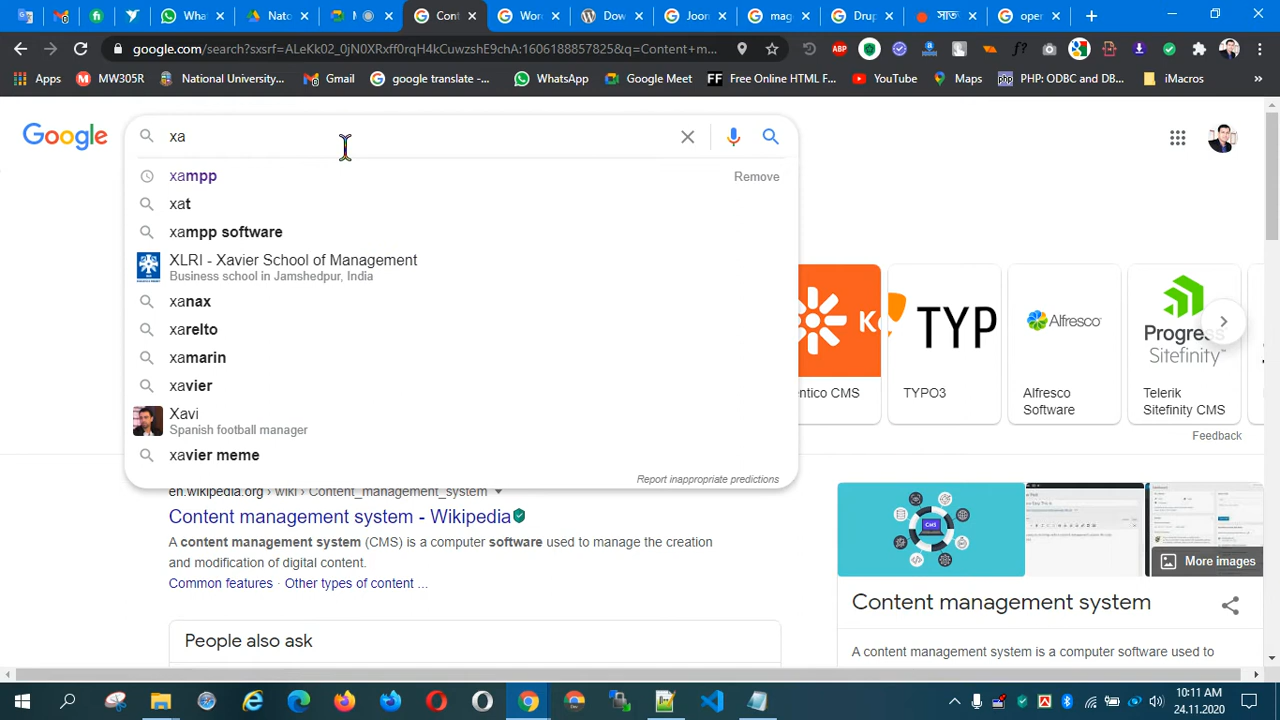 What
Nato
M
Cont
Word
Dow
Joon
mag
Drup
সাত
oper
google.com/search?sxsrf=ALeKk02_0jN0XRxff0rqH4kCuwzshE9chA:1606188857825&q=Content+m...
ABP
f?
Apps
MW305R
National University...
Gmail
google translate -...
WhatsApp
Google Meet
FF Free Online HTML F...
YouTube
Maps
php PHP: ODBC and DB...
iMacros
»
Google
xa
xampp
Remove
xat
xampp software
XLRI - Xavier School of Management
Business school in Jamshedpur, India
xanax
xarelto
xamarin
xavier
Xavi
Spanish football manager
xavier meme
Report inappropriate predictions
TYP
Alfresco
Progress
Sitefinity
ntico CMS
TYPO3
Alfresco
Software
Telerik
Sitefinity CMS
Feedback
en.wikipedia.org › wiki › Content_management_system
Content management system - Wikipedia
A content management system (CMS) is a computer software used to manage the creation
and modification of digital content.
Common features · Other types of content ...
CMS
More images
Content management system
People also ask
A content management system is a computer software used to
10:11 AM
24.11.2020